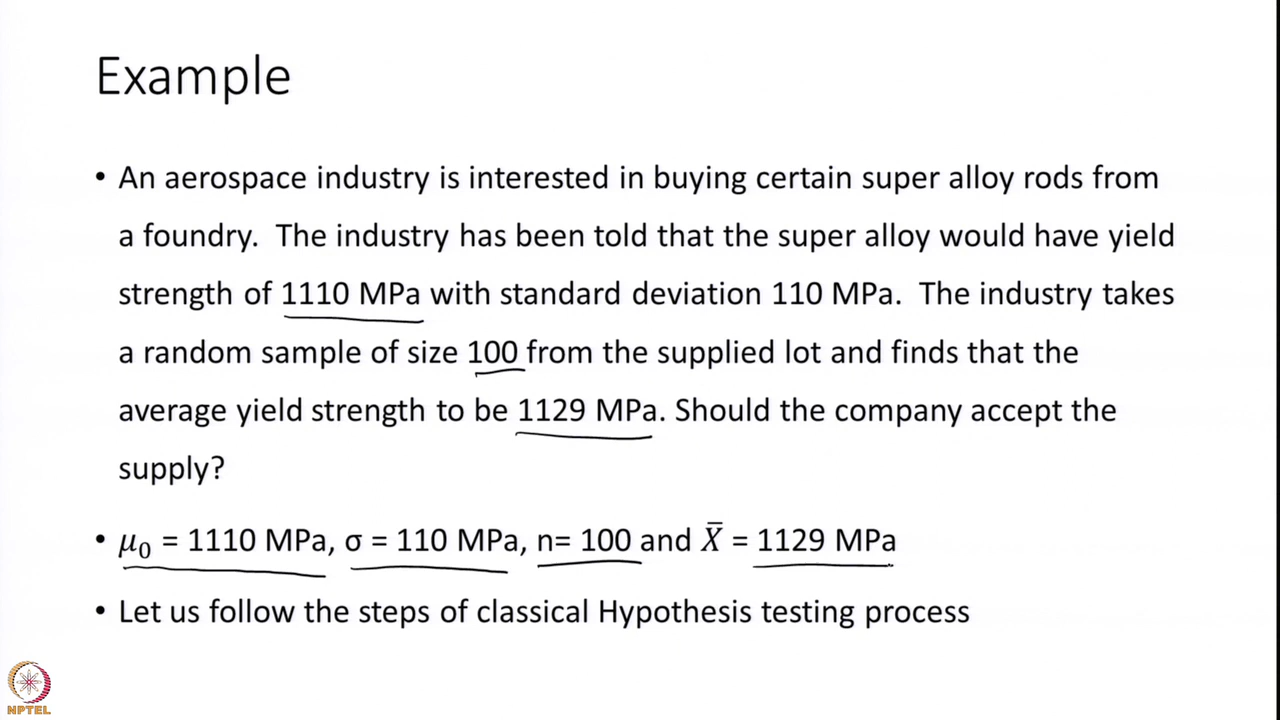 Example
• An aerospace industry is interested in buying certain super alloy rods from
a foundry. The industry has been told that the super alloy would have yield
strength of 1110 MPa with standard deviation 110 MPa. The industry takes
a random sample of size 100 from the supplied lot and finds that the
average yield strength to be 1129 MPa. Should the company accept the
supply?
• μ₀ = 1110 MPa, σ = 110 MPa, n= 100 and X̄ = 1129 MPa
• Let us follow the steps of classical Hypothesis testing process
NPTEL